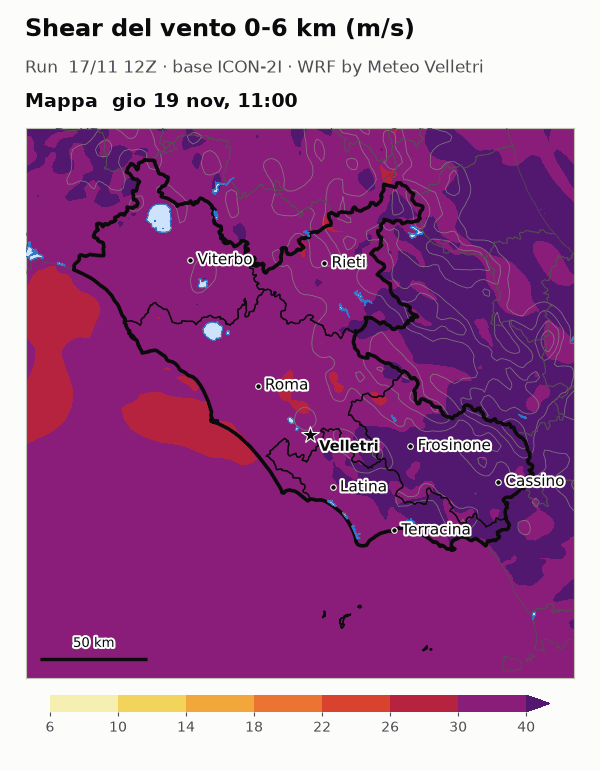 Shear del vento 0-6 km (m/s)
Run 17/11 12Z · base ICON-2I · WRF by Meteo Velletri
Mappa gio 19 nov, 11:00
Viterbo
Rieti
Roma
Velletri
Frosinone
Cassino
Latina
Terracina
50 km
6 10 14 18 22 26 30 40